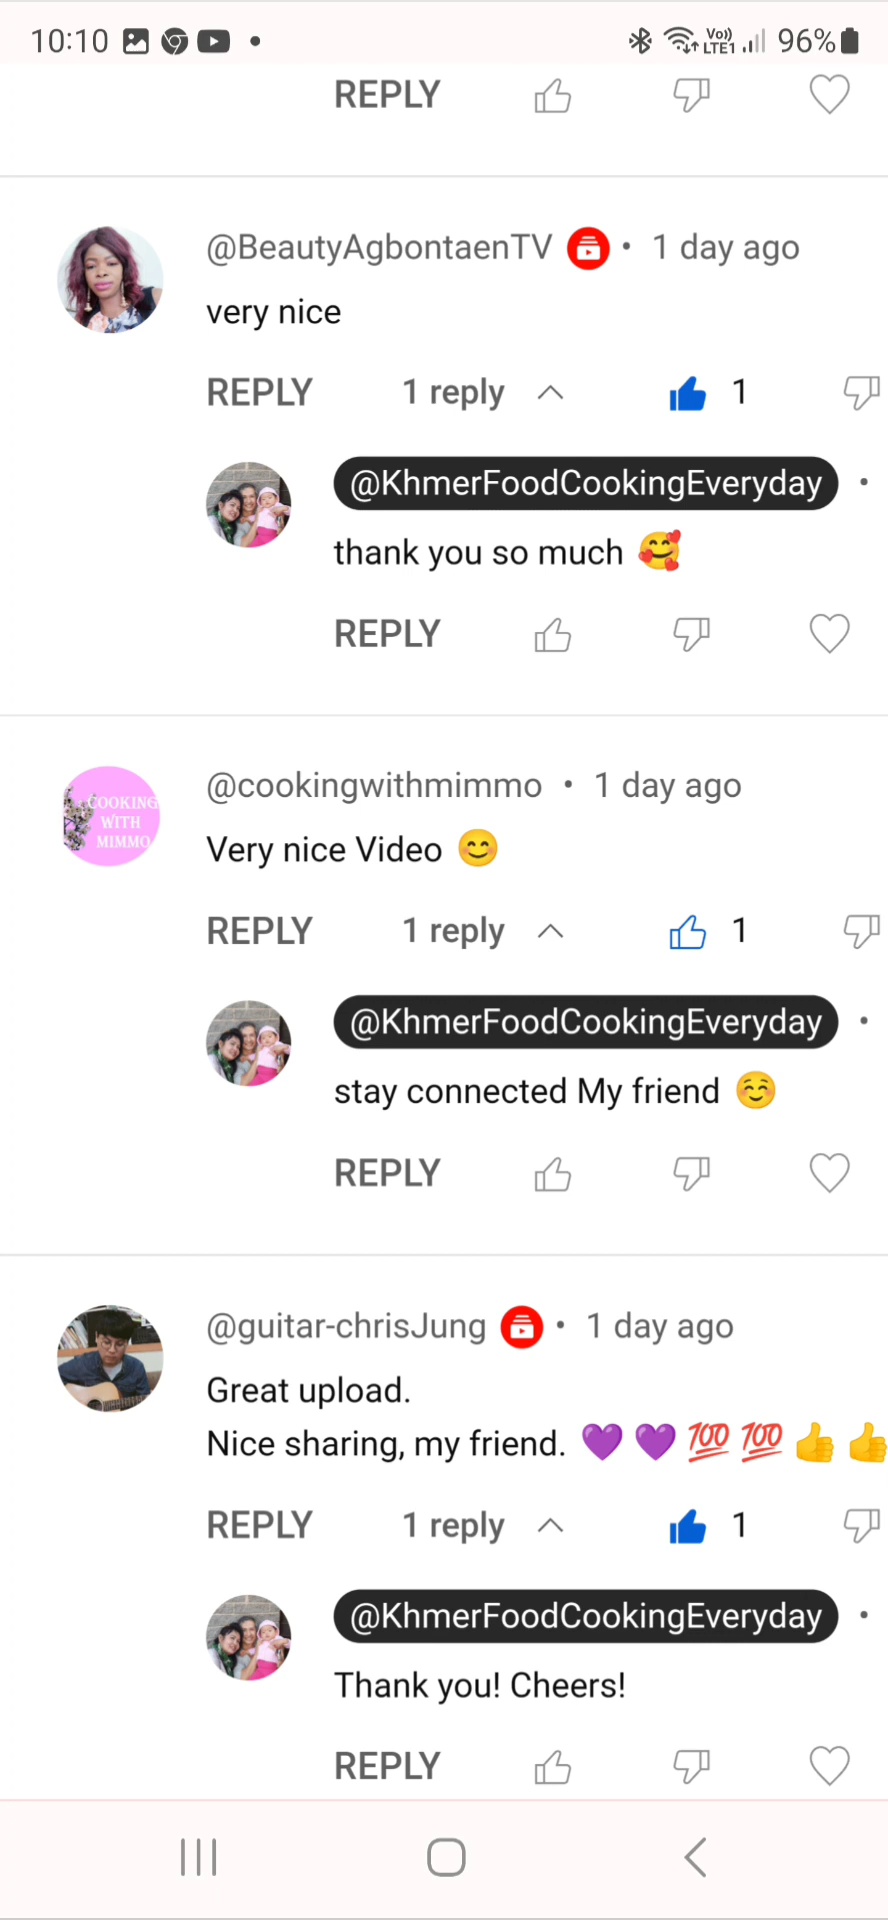 10:10 Vo)) LTE1 96%
REPLY
@BeautyAgbontaenTV • 1 day ago
very nice
REPLY 1 reply 1
@KhmerFoodCookingEveryday •
thank you so much 🥰
REPLY
@cookingwithmimmo • 1 day ago
COOKING
WITH
MIMMO
Very nice Video 😊
REPLY 1 reply 1
@KhmerFoodCookingEveryday •
stay connected My friend ☺️
REPLY
@guitar-chrisJung • 1 day ago
Great upload.
Nice sharing, my friend. 💜 💜 💯 💯 👍 👍
REPLY 1 reply 1
@KhmerFoodCookingEveryday •
Thank you! Cheers!
REPLY